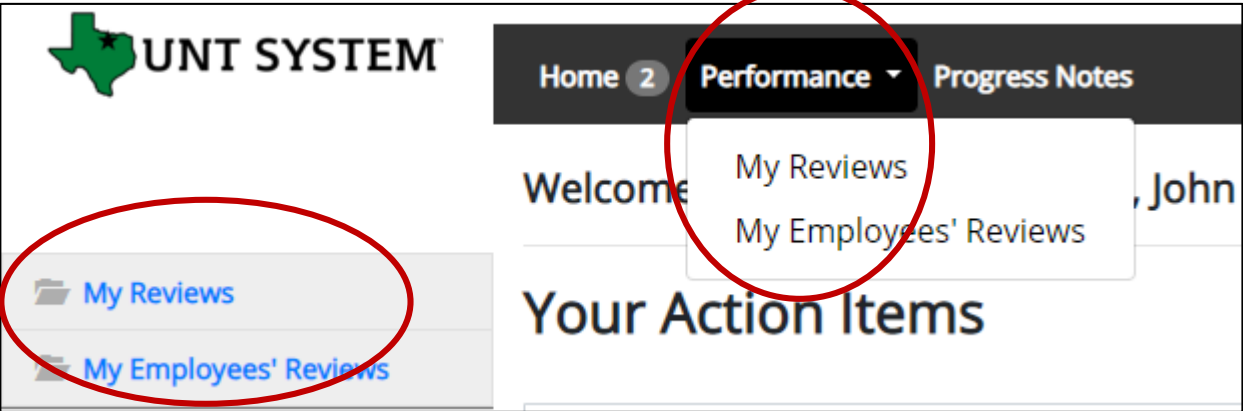 UNT SYSTEM
Home 2 Performance Progress Notes
My Reviews
My Employees' Reviews
Welcome , John
Your Action Items
My Reviews
My Employees' Reviews